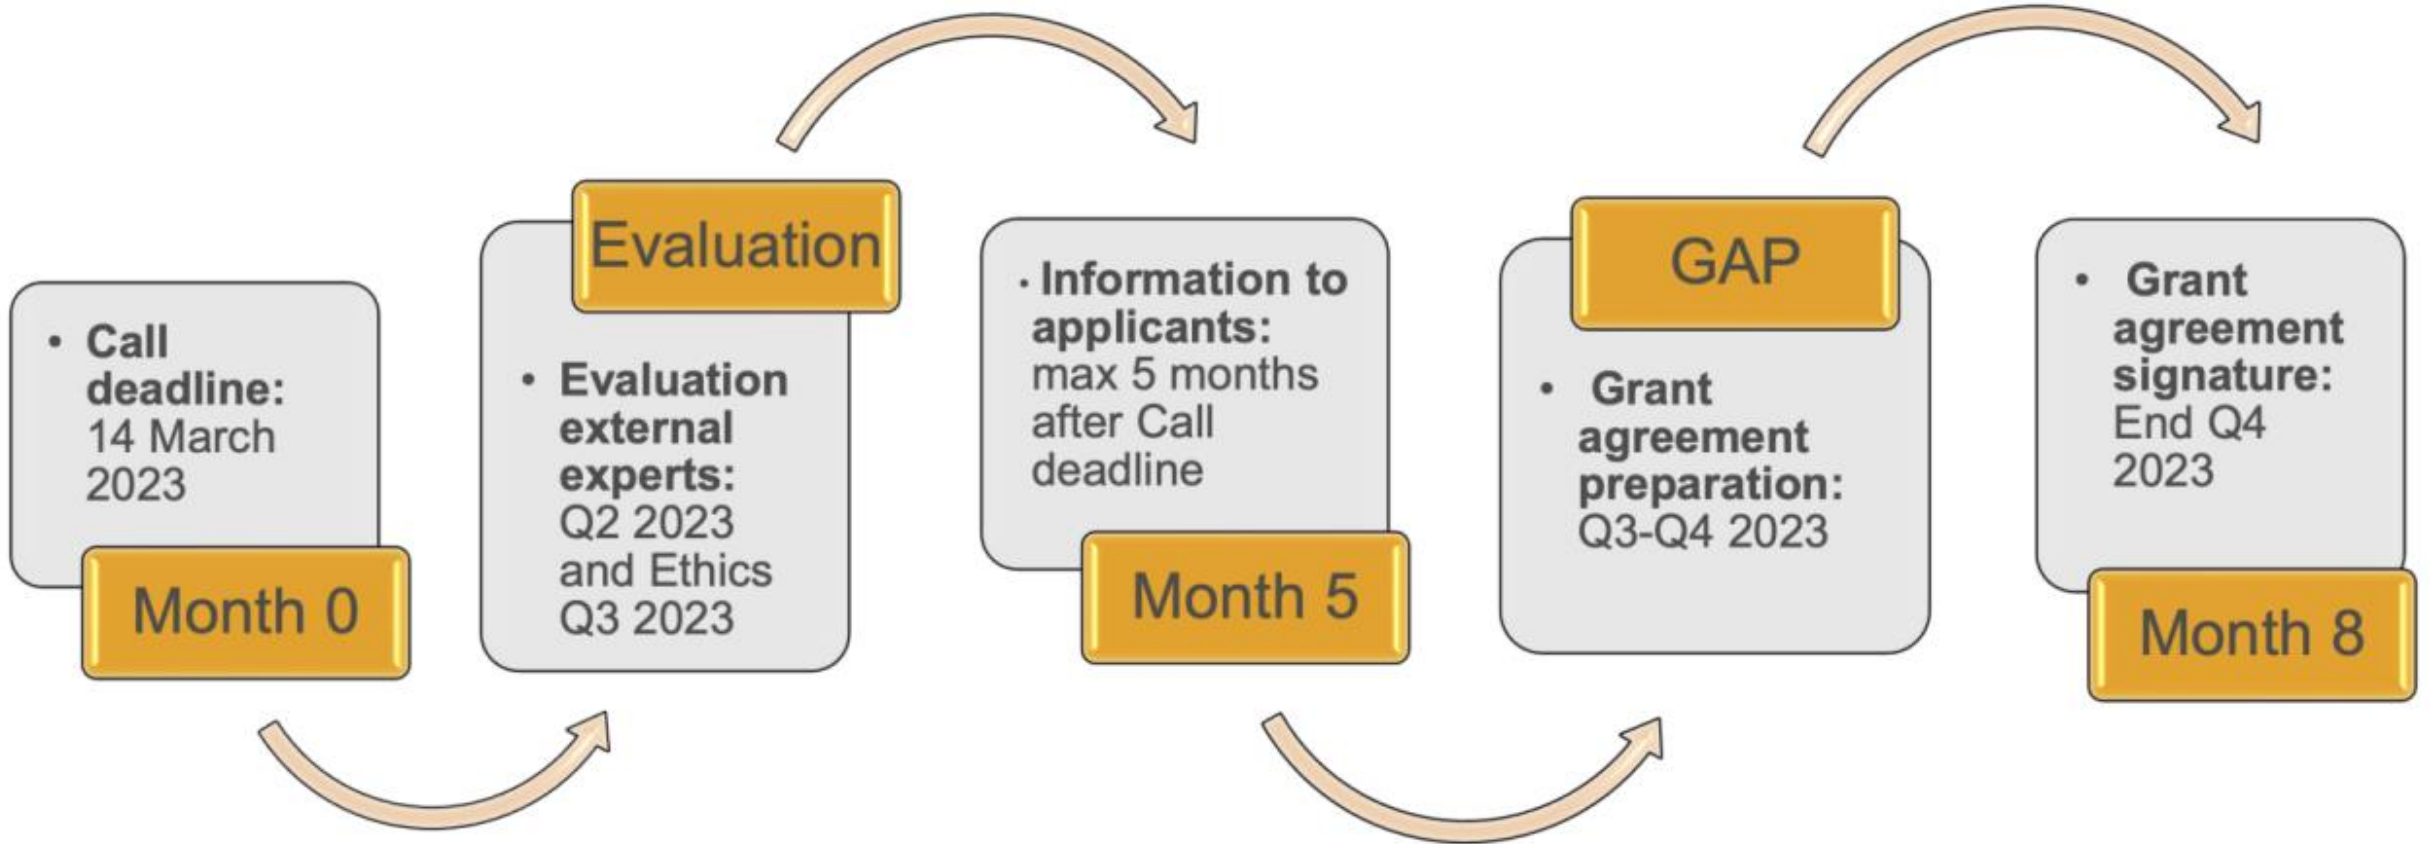 • Call
deadline:
14 March
2023
Month 0
Evaluation
• Evaluation
external
experts:
Q2 2023
and Ethics
Q3 2023
• Information to
applicants:
max 5 months
after Call
deadline
Month 5
GAP
• Grant
agreement
preparation:
Q3-Q4 2023
• Grant
agreement
signature:
End Q4
2023
Month 8